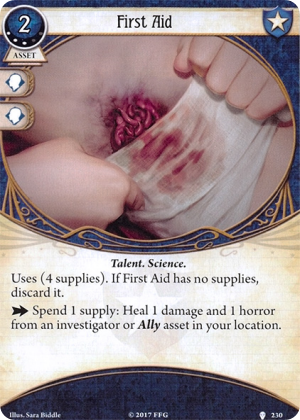 First Aid
2
ASSET
Talent. Science.
Uses (4 supplies). If First Aid has no supplies,
discard it.
Spend 1 supply: Heal 1 damage and 1 horror
from an investigator or Ally asset in your location.
Illus. Sara Biddle
© 2017 FFG
230